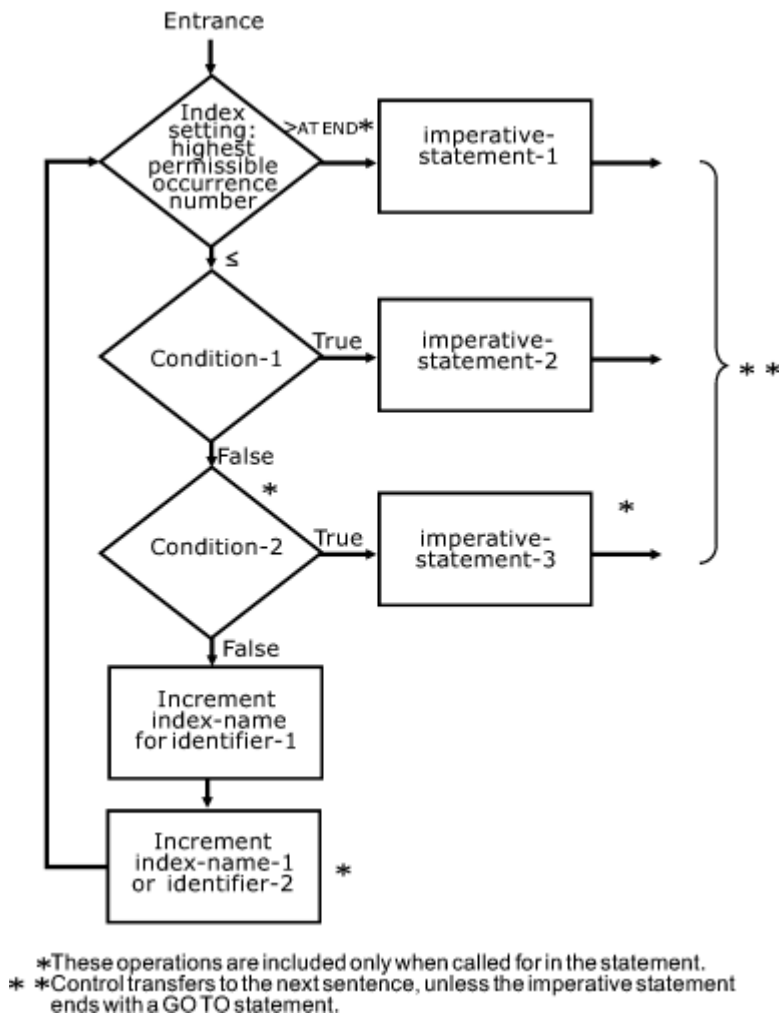 Entrance
Index
setting:
highest
permissible
occurrence
number
>AT END*
imperative-
statement-1
≤
Condition-1
True
imperative-
statement-2
* *
False
*
Condition-2
True
imperative-
statement-3
*
False
Increment
index-name
for identifier-1
Increment
index-name-1
or identifier-2
*
*These operations are included only when called for in the statement.
* *Control transfers to the next sentence, unless the imperative statement
ends with a GO TO statement.